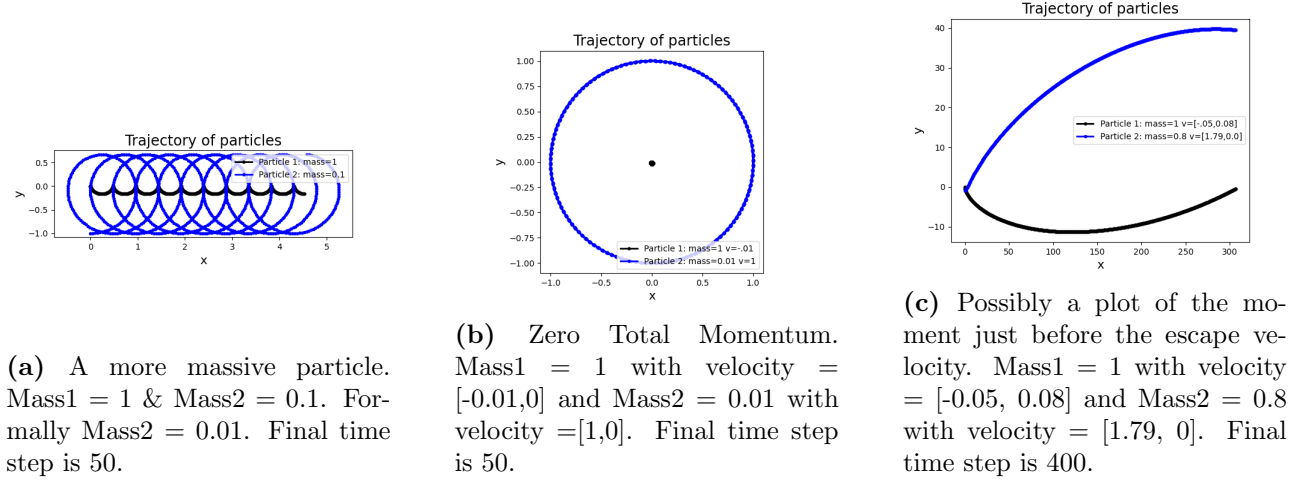 Trajectory of particles
0.5
0.0
−0.5
−1.0
y
0
1
2
3
4
5
x
Particle 1: mass=1
Particle 2: mass=0.1
(a) A more massive particle.
Mass1 = 1 & Mass2 = 0.1. For-
mally Mass2 = 0.01. Final time
step is 50.
Trajectory of particles
1.00
0.75
0.50
0.25
0.00
−0.25
−0.50
−0.75
−1.00
y
−1.0
−0.5
0.0
0.5
1.0
x
Particle 1: mass=1 v=-.01
Particle 2: mass=0.01 v=1
(b) Zero Total Momentum.
Mass1 = 1 with velocity =
[-0.01,0] and Mass2 = 0.01 with
velocity =[1,0]. Final time step
is 50.
Trajectory of particles
40
30
20
10
0
−10
y
0
50
100
150
200
250
300
x
Particle 1: mass=1 v=[-.05,0.08]
Particle 2: mass=0.8 v=[1.79,0.0]
(c) Possibly a plot of the mo-
ment just before the escape ve-
locity. Mass1 = 1 with velocity
= [-0.05, 0.08] and Mass2 = 0.8
with velocity = [1.79, 0]. Final
time step is 400.